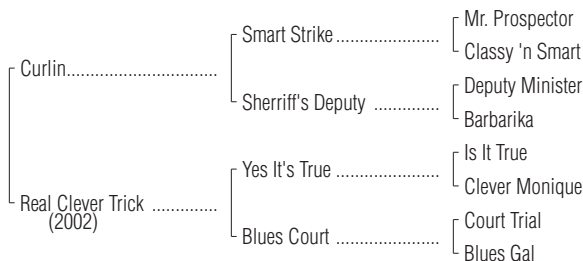 Mr. Prospector
Smart Strike ..................
Classy 'n Smart
Curlin..............................
Deputy Minister
Sherriff's Deputy .............
Barbarika
Is It True
Yes It's True ..................
Clever Monique
Real Clever Trick .............
(2002)
Court Trial
Blues Court ....................
Blues Gal